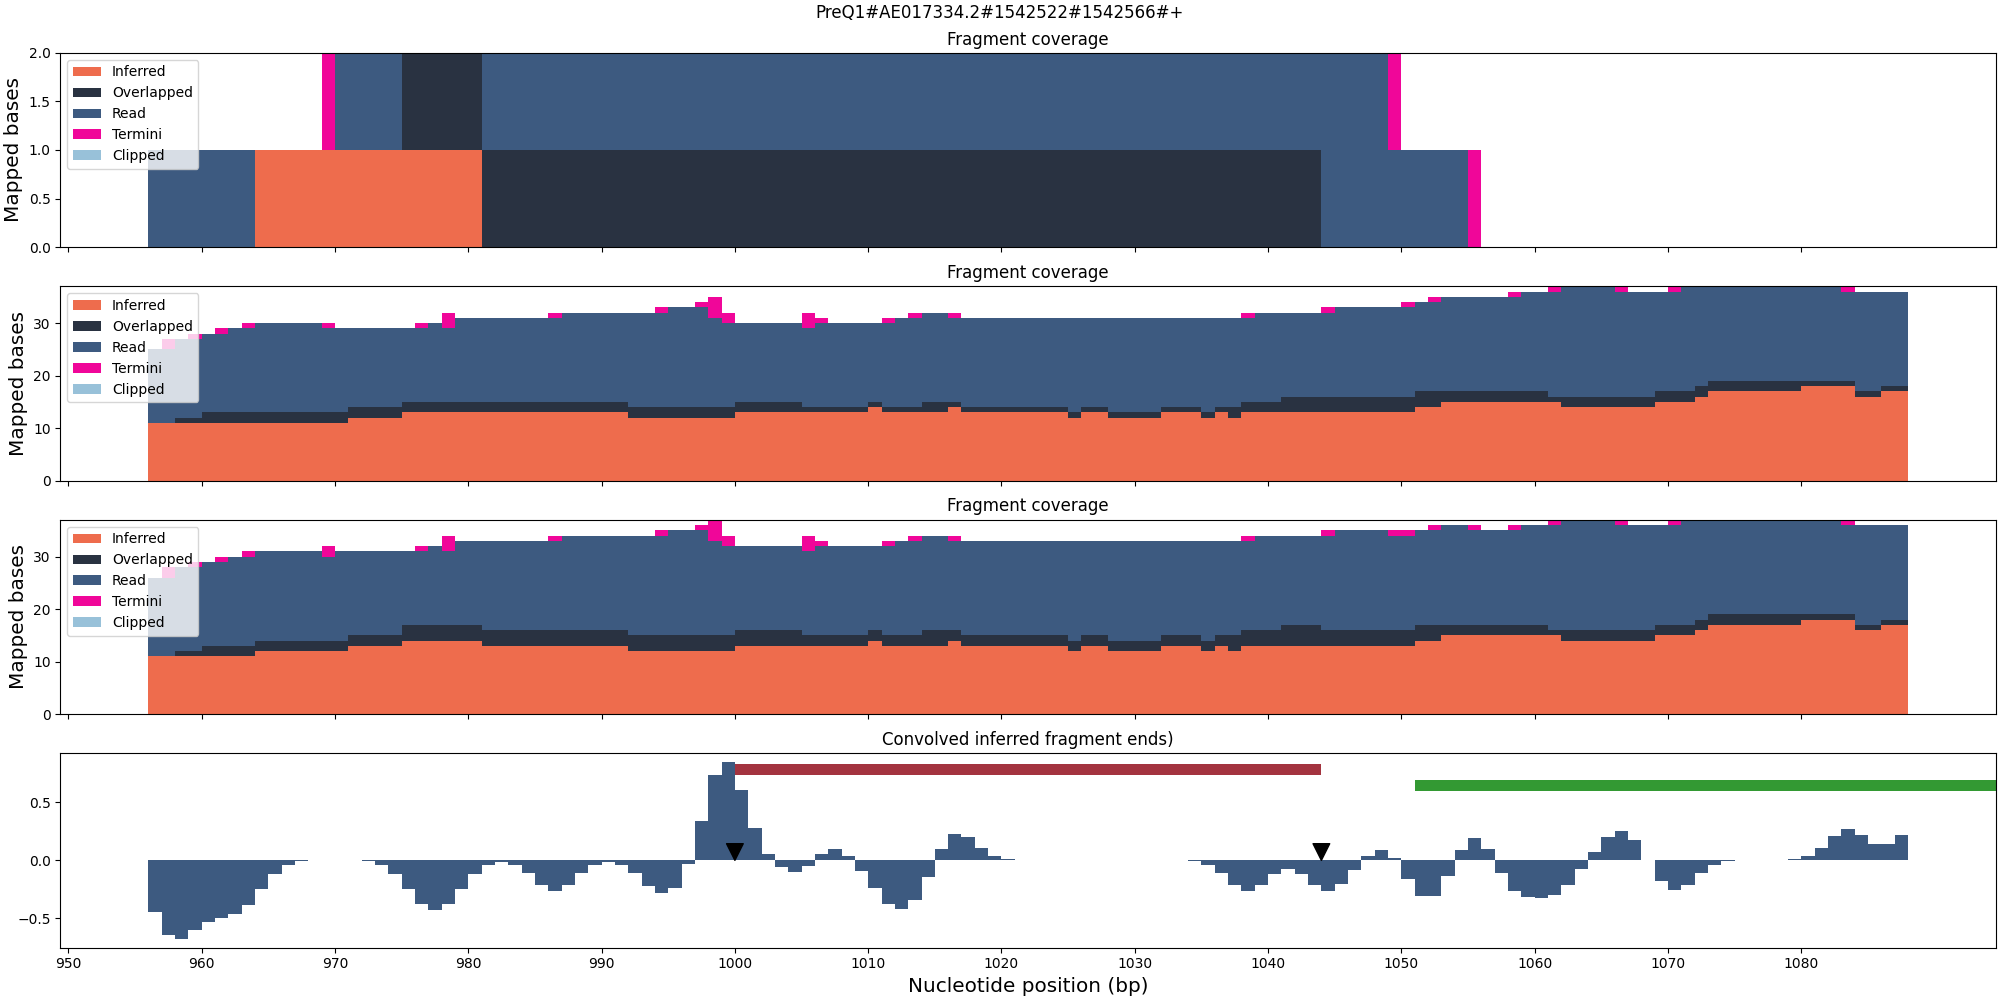 PreQ1#AE017334.2#1542522#1542566#+
Fragment coverage
Mapped bases
2.0
1.5
1.0
0.5
0.0
Inferred
Overlapped
Read
Termini
Clipped
Fragment coverage
Mapped bases
30
20
10
0
Inferred
Overlapped
Read
Termini
Clipped
Fragment coverage
Mapped bases
30
20
10
0
Inferred
Overlapped
Read
Termini
Clipped
Convolved inferred fragment ends)
0.5
0.0
−0.5
950 960 970 980 990 1000 1010 1020 1030 1040 1050 1060 1070 1080
Nucleotide position (bp)